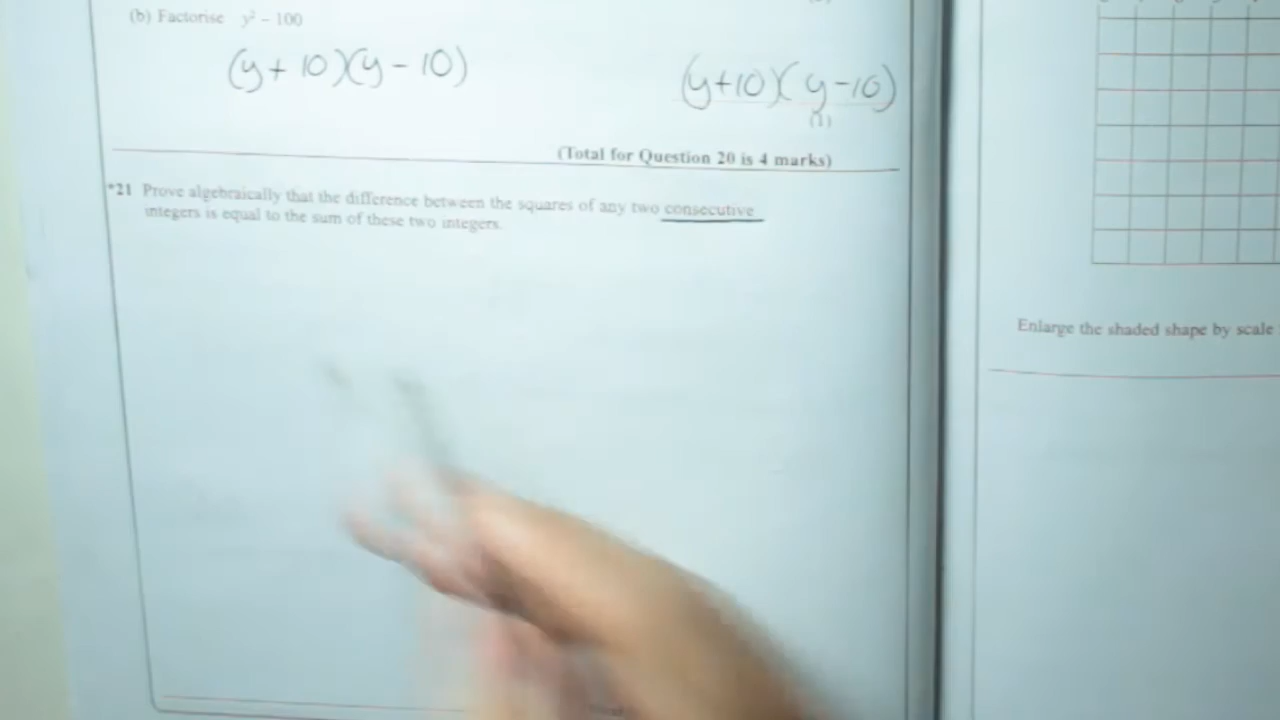 (b) Factorise y² – 100
(y + 10)(y – 10)
(y+10)(y-10)
(1)
(Total for Question 20 is 4 marks)
*21 Prove algebraically that the difference between the squares of any two consecutive
integers is equal to the sum of these two integers.
Enlarge the shaded shape by scale